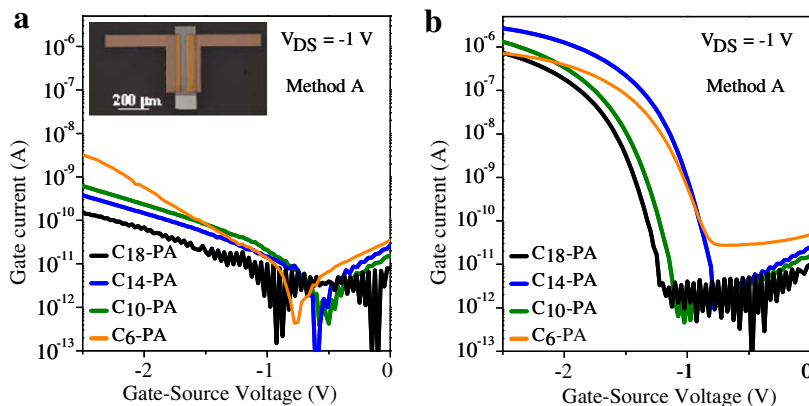 a
V_DS = -1 V
Method A
200 µm
Gate current (A)
10^-6
10^-7
10^-8
10^-9
10^-10
10^-11
10^-12
10^-13
C18-PA
C14-PA
C10-PA
C6-PA
-2
-1
0
Gate-Source Voltage (V)
b
V_DS = -1 V
Method A
Gate current (A)
10^-6
10^-7
10^-8
10^-9
10^-10
10^-11
10^-12
10^-13
C18-PA
C14-PA
C10-PA
C6-PA
-2
-1
0
Gate-Source Voltage (V)